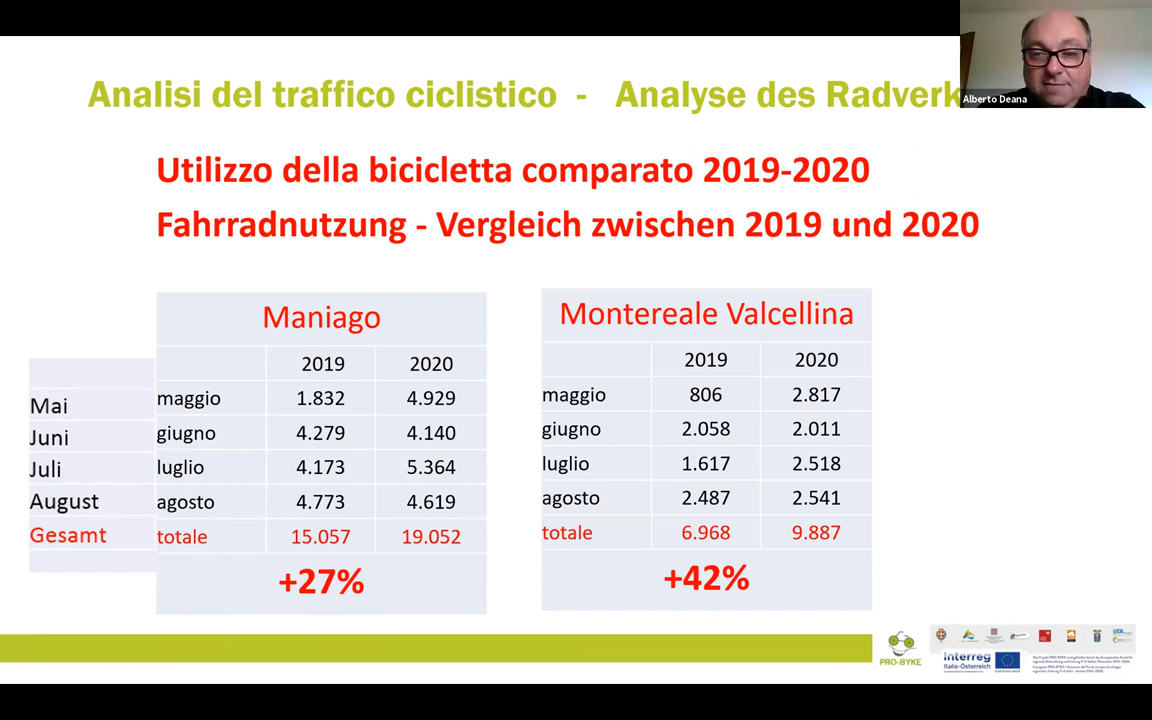 Analisi del traffico ciclistico - Analyse des Radverk
Alberto Deana
Utilizzo della bicicletta comparato 2019-2020
Fahrradnutzung - Vergleich zwischen 2019 und 2020
Maniago
2019 2020
Mai maggio 1.832 4.929
Juni giugno 4.279 4.140
Juli luglio 4.173 5.364
August agosto 4.773 4.619
Gesamt totale 15.057 19.052
+27%
Montereale Valcellina
2019 2020
maggio 806 2.817
giugno 2.058 2.011
luglio 1.617 2.518
agosto 2.487 2.541
totale 6.968 9.887
+42%
PRO-BYKE
Interreg
Italia-Österreich